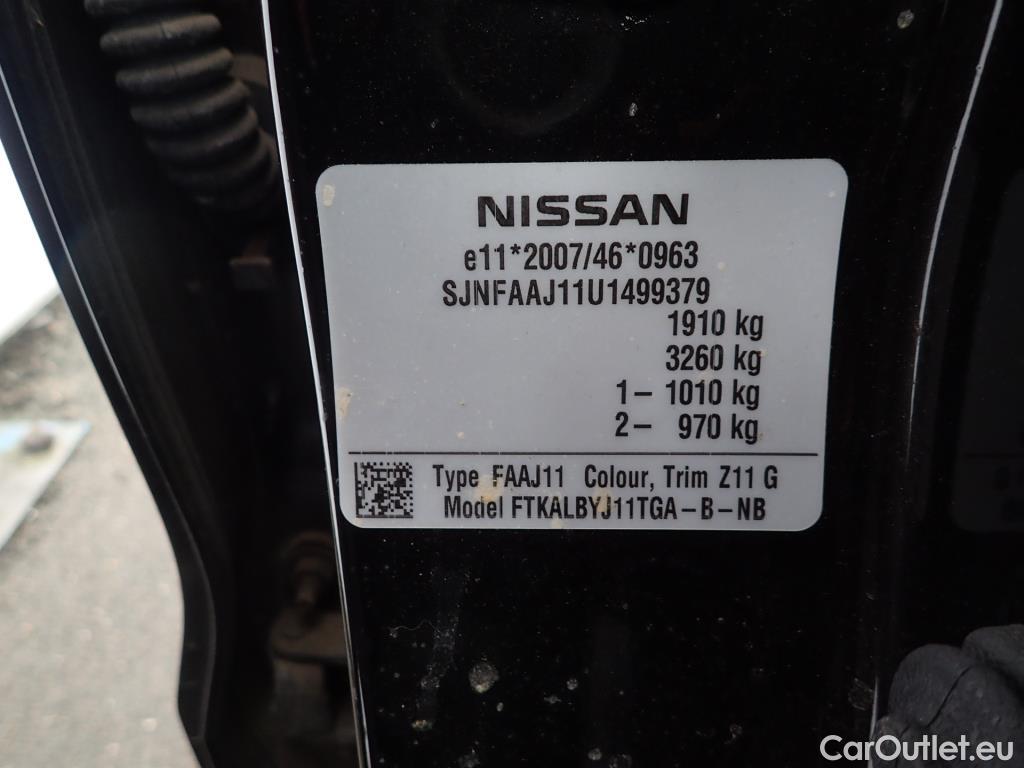 NISSAN
e11*2007/46*0963
SJNFAAJ11U1499379
1910 kg
3260 kg
1– 1010 kg
2– 970 kg
Type FAAJ11 Colour, Trim Z11 G
Model FTKALBYJ11TGA–B–NB
CarOutlet.eu